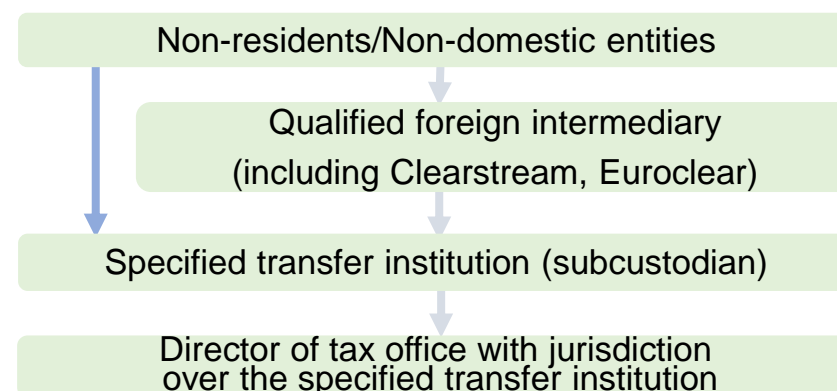 Non-residents/Non-domestic entities
Qualified foreign intermediary
(including Clearstream, Euroclear)
Specified transfer institution (subcustodian)
Director of tax office with jurisdiction
over the specified transfer institution